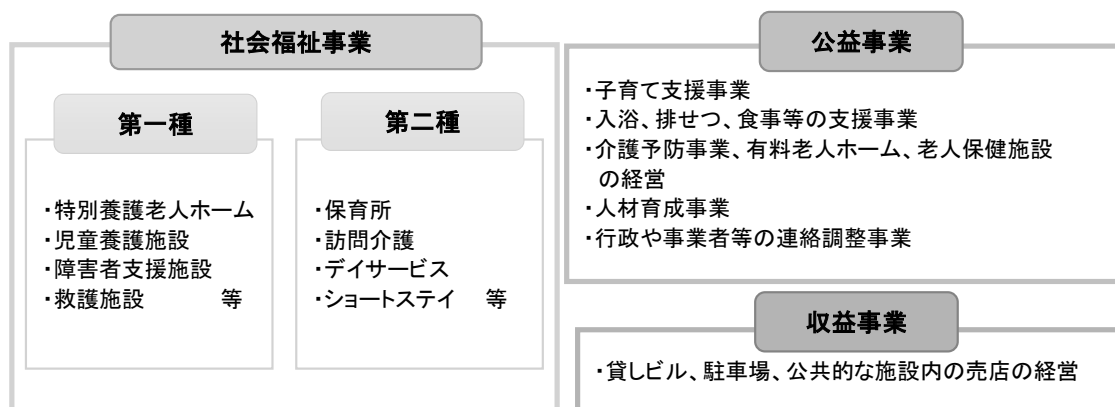 社会福祉事業
第一種
・特別養護老人ホーム
・児童養護施設
・障害者支援施設
・救護施設 等
第二種
・保育所
・訪問介護
・デイサービス
・ショートステイ 等
公益事業
・子育て支援事業
・入浴、排せつ、食事等の支援事業
・介護予防事業、有料老人ホーム、老人保健施設
の経営
・人材育成事業
・行政や事業者等の連絡調整事業
収益事業
・貸しビル、駐車場、公共的な施設内の売店の経営